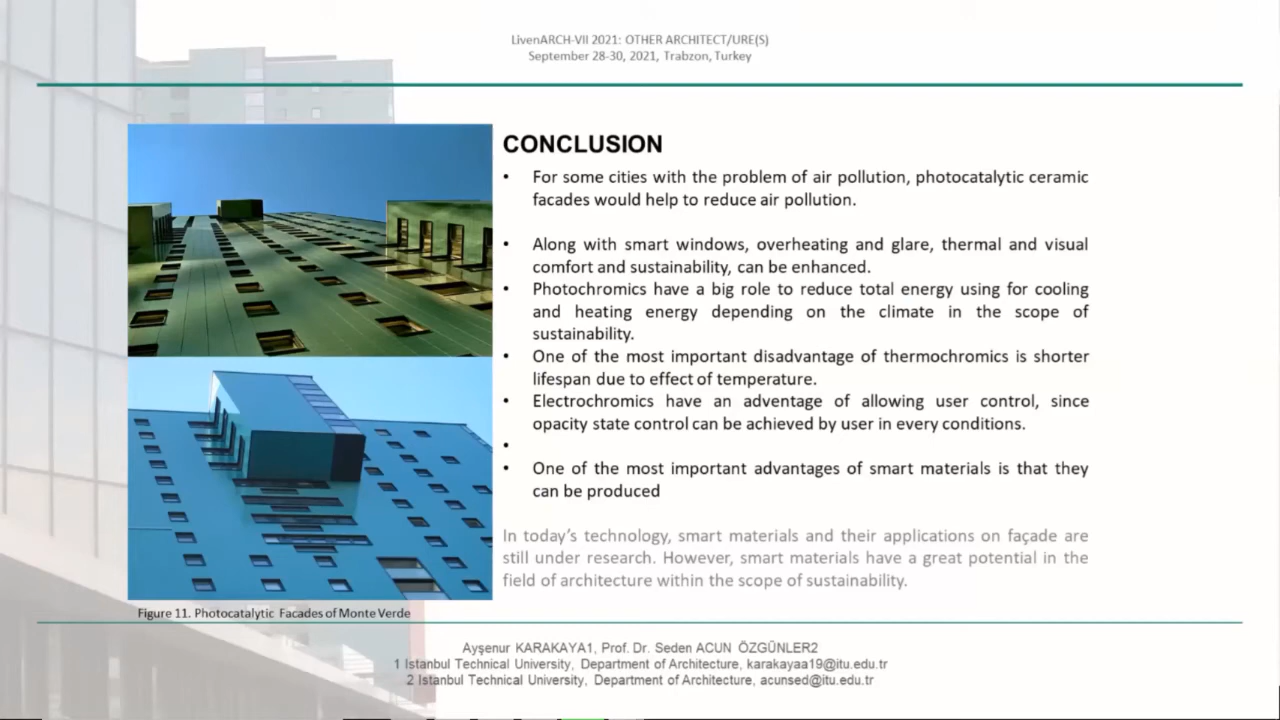 LivenARCH-VII 2021: OTHER ARCHITECT/URE(S)
September 28-30, 2021, Trabzon, Turkey
CONCLUSION
• For some cities with the problem of air pollution, photocatalytic ceramic
facades would help to reduce air pollution.
• Along with smart windows, overheating and glare, thermal and visual
comfort and sustainability, can be enhanced.
• Photochromics have a big role to reduce total energy using for cooling
and heating energy depending on the climate in the scope of
sustainability.
• One of the most important disadvantage of thermochromics is shorter
lifespan due to effect of temperature.
• Electrochromics have an adventage of allowing user control, since
opacity state control can be achieved by user in every conditions.
•
• One of the most important advantages of smart materials is that they
can be produced
In today's technology, smart materials and their applications on façade are
still under research. However, smart materials have a great potential in the
field of architecture within the scope of sustainability.
Figure 11. Photocatalytic Facades of Monte Verde
Ayşenur KARAKAYA1, Prof. Dr. Seden ACUN ÖZGÜNLER2
1 Istanbul Technical University, Department of Architecture, karakayaa19@itu.edu.tr
2 Istanbul Technical University, Department of Architecture, acunsed@itu.edu.tr